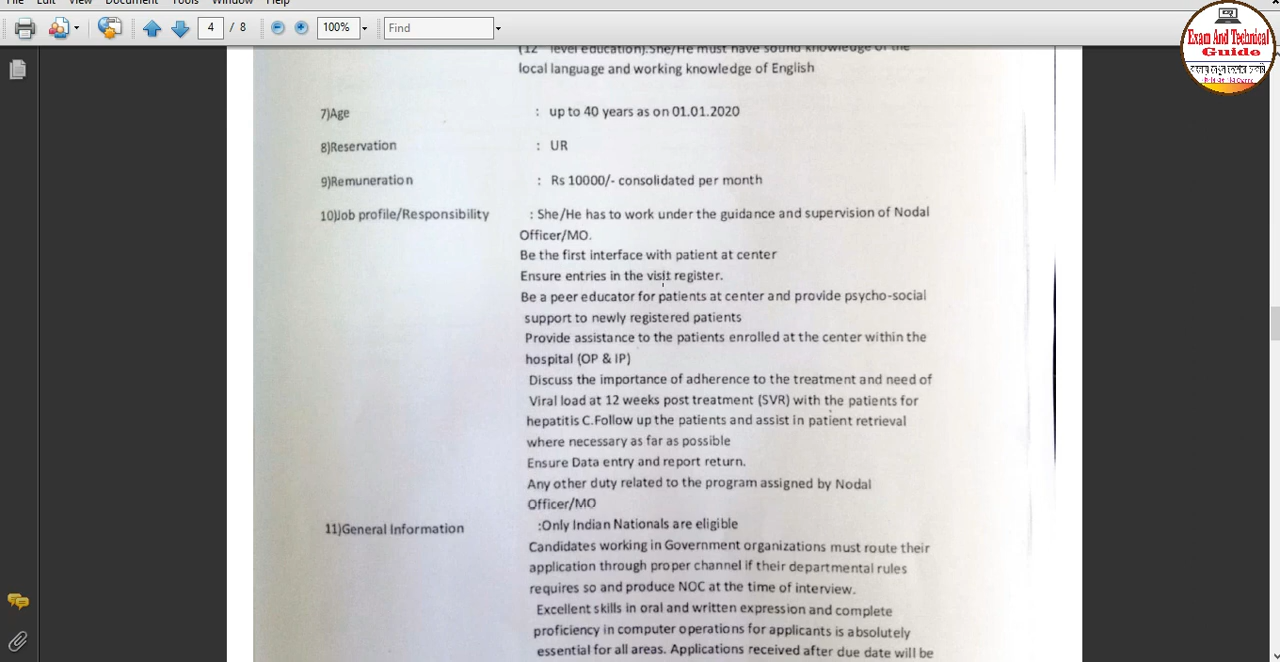 File Edit View Document Tools Window Help
4 / 8 100% Find
Exam And Technical
Guide
(12 level education).She/He must have sound knowledge of the
local language and working knowledge of English
7)Age : up to 40 years as on 01.01.2020
8)Reservation : UR
9)Remuneration : Rs 10000/- consolidated per month
10)Job profile/Responsibility : She/He has to work under the guidance and supervision of Nodal
Officer/MO.
Be the first interface with patient at center
Ensure entries in the visit register.
Be a peer educator for patients at center and provide psycho-social
support to newly registered patients
Provide assistance to the patients enrolled at the center within the
hospital (OP & IP)
Discuss the importance of adherence to the treatment and need of
Viral load at 12 weeks post treatment (SVR) with the patients for
hepatitis C.Follow up the patients and assist in patient retrieval
where necessary as far as possible
Ensure Data entry and report return.
Any other duty related to the program assigned by Nodal
Officer/MO
11)General Information :Only Indian Nationals are eligible
Candidates working in Government organizations must route their
application through proper channel if their departmental rules
requires so and produce NOC at the time of interview.
Excellent skills in oral and written expression and complete
proficiency in computer operations for applicants is absolutely
essential for all areas. Applications received after due date will be